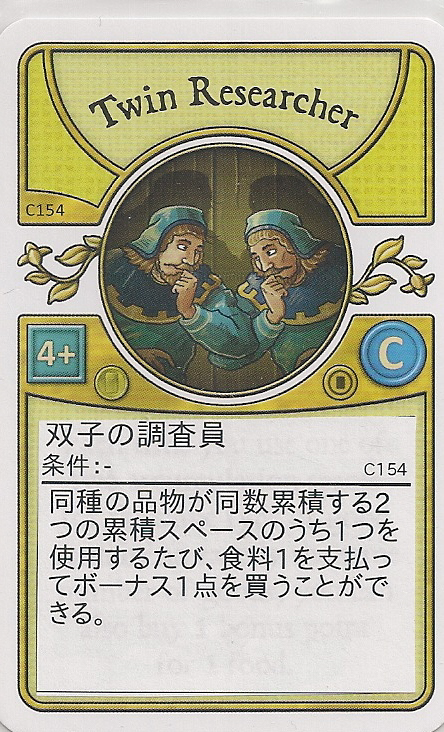 Twin Researcher
C154
4+
C
双子の調査員
条件:-
C154
同種の品物が同数累積する2
つの累積スペースのうち1つを
使用するたび、食料1を支払っ
てボーナス1点を買うことがで
きる。